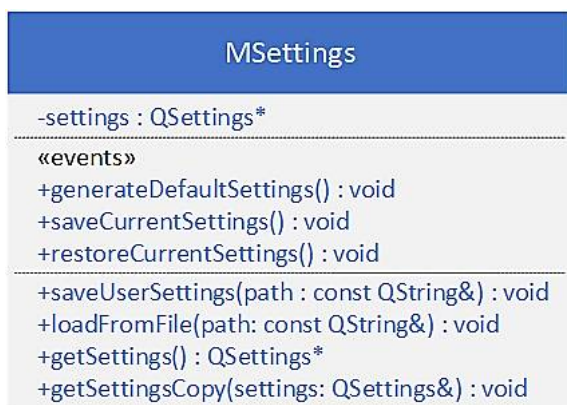 MSettings
-settings : QSettings*
«events»
+generateDefaultSettings() : void
+saveCurrentSettings() : void
+restoreCurrentSettings() : void
+saveUserSettings(path : const QString&) : void
+loadFromFile(path: const QString&) : void
+getSettings() : QSettings*
+getSettingsCopy(settings: QSettings&) : void